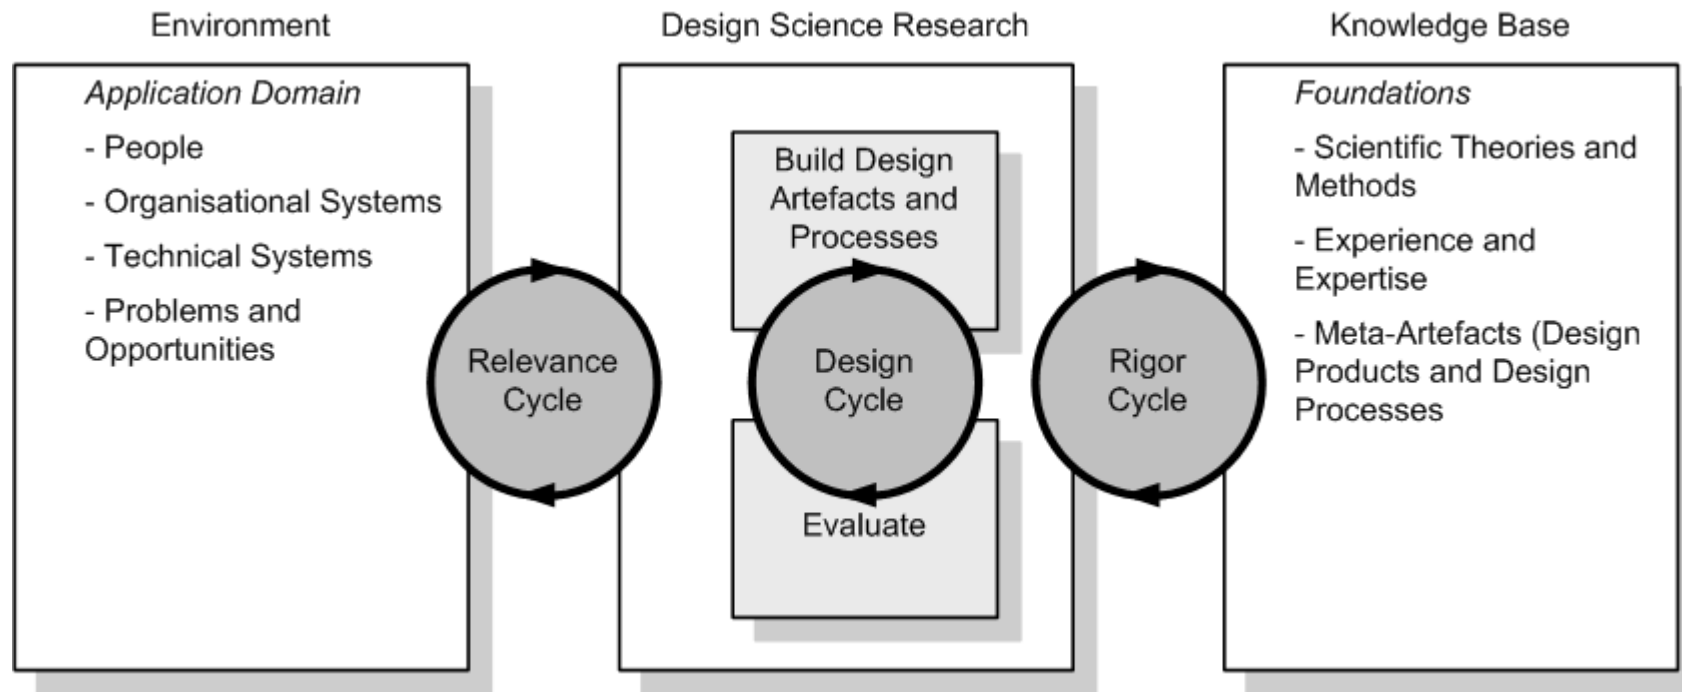 Environment
Application Domain
- People
- Organisational Systems
- Technical Systems
- Problems and
Opportunities
Relevance
Cycle
Design Science Research
Build Design
Artefacts and
Processes
Design
Cycle
Evaluate
Rigor
Cycle
Knowledge Base
Foundations
- Scientific Theories and
Methods
- Experience and
Expertise
- Meta-Artefacts (Design
Products and Design
Processes